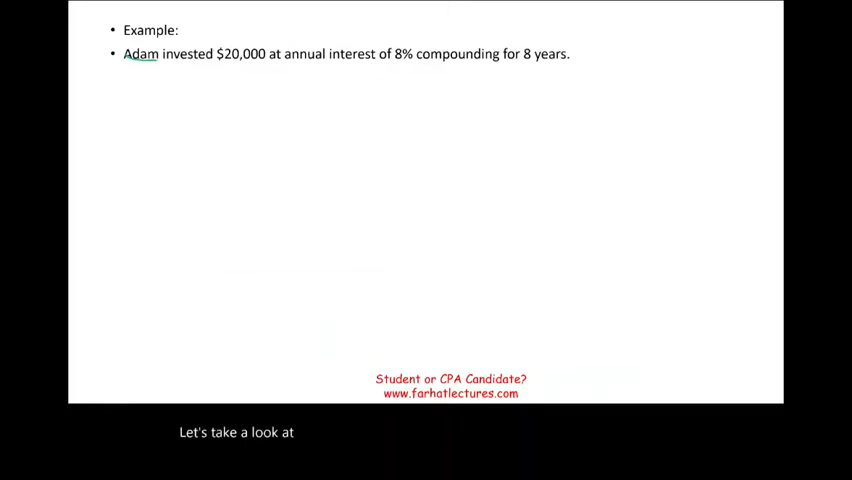 • Example:
• Adam invested $20,000 at annual interest of 8% compounding for 8 years.
Student or CPA Candidate?
www.farhatlectures.com
Let's take a look at